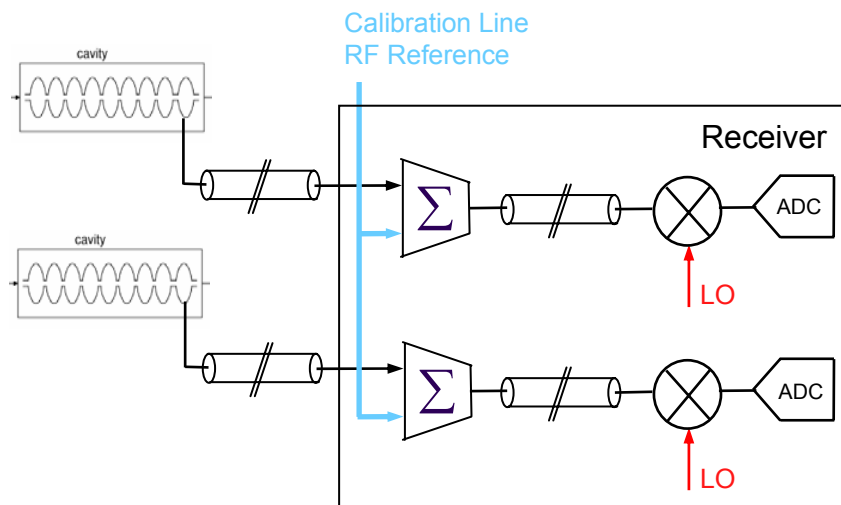 Calibration Line
RF Reference
cavity
Receiver
Σ
ADC
LO
cavity
Σ
ADC
LO